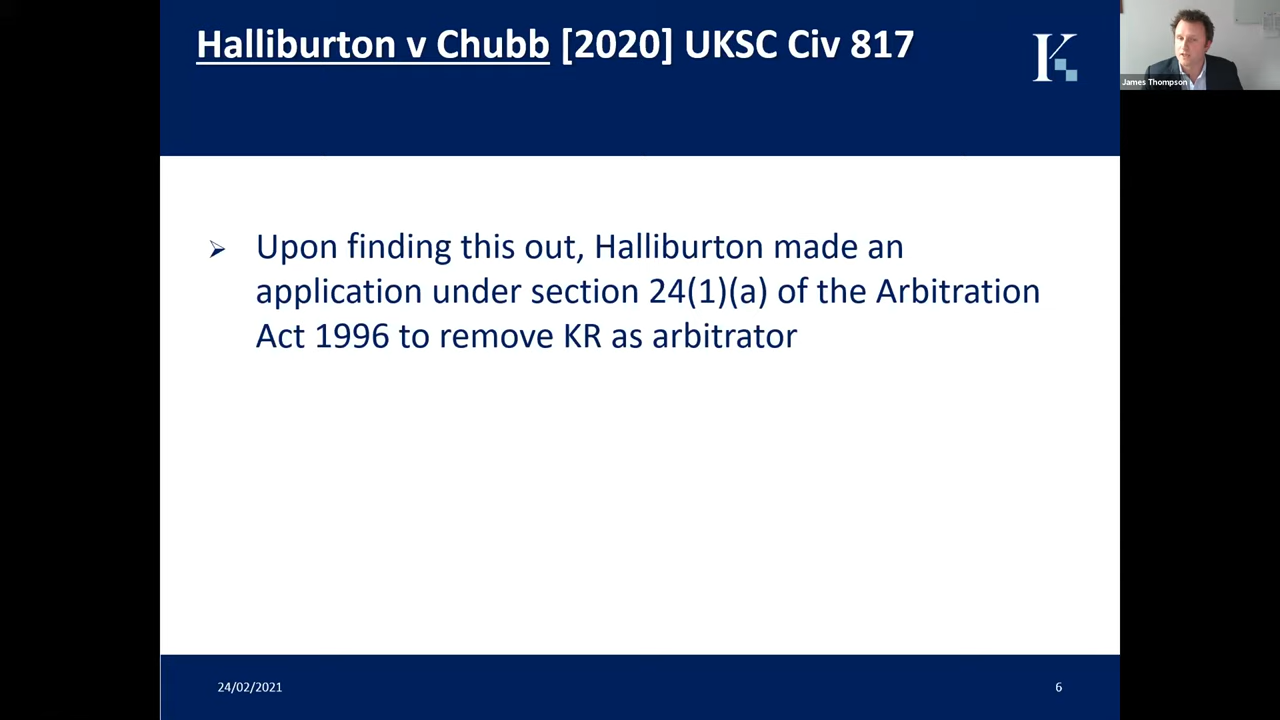 Halliburton v Chubb [2020] UKSC Civ 817
K
James Thompson
➢ Upon finding this out, Halliburton made an
application under section 24(1)(a) of the Arbitration
Act 1996 to remove KR as arbitrator
24/02/2021
6